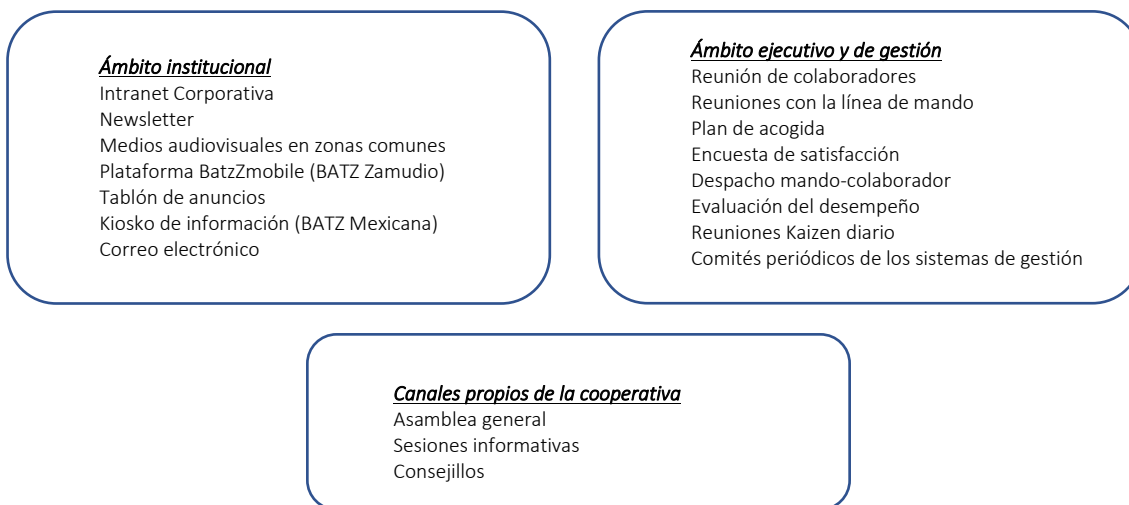 Ámbito institucional
Intranet Corporativa
Newsletter
Medios audiovisuales en zonas comunes
Plataforma BatzZmobile (BATZ Zamudio)
Tablón de anuncios
Kiosko de información (BATZ Mexicana)
Correo electrónico
Ámbito ejecutivo y de gestión
Reunión de colaboradores
Reuniones con la línea de mando
Plan de acogida
Encuesta de satisfacción
Despacho mando-colaborador
Evaluación del desempeño
Reuniones Kaizen diario
Comités periódicos de los sistemas de gestión
Canales propios de la cooperativa
Asamblea general
Sesiones informativas
Consejillos